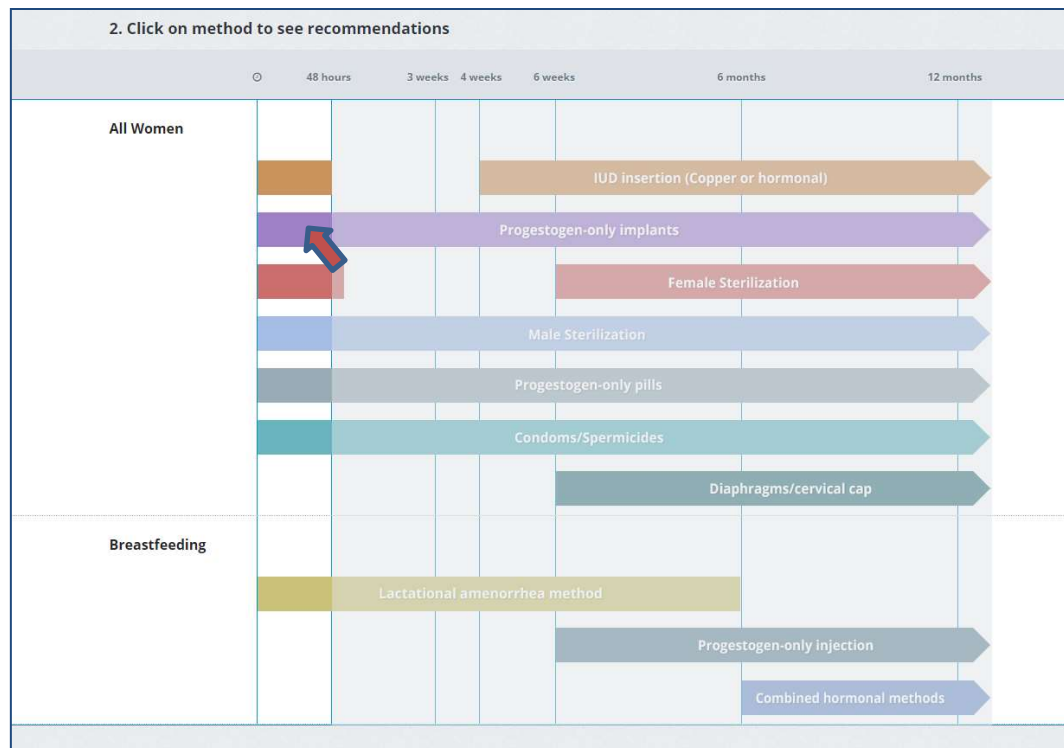 2. Click on method to see recommendations
48 hours 3 weeks 4 weeks 6 weeks 6 months 12 months
All Women
IUD insertion (Copper or hormonal)
Progestogen-only implants
Female Sterilization
Male Sterilization
Progestogen-only pills
Condoms/Spermicides
Diaphragms/cervical cap
Breastfeeding
Lactational amenorrhea method
Progestogen-only injection
Combined hormonal methods